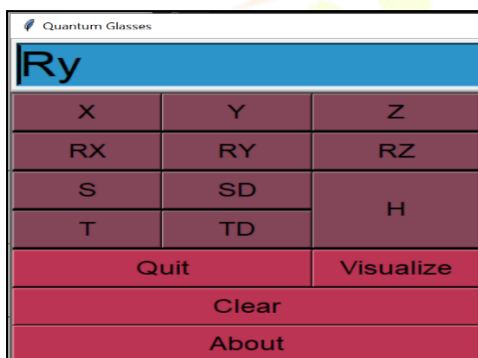 Quantum Glasses
Ry
X Y Z
RX RY RZ
S SD
H
T TD
Quit Visualize
Clear
About